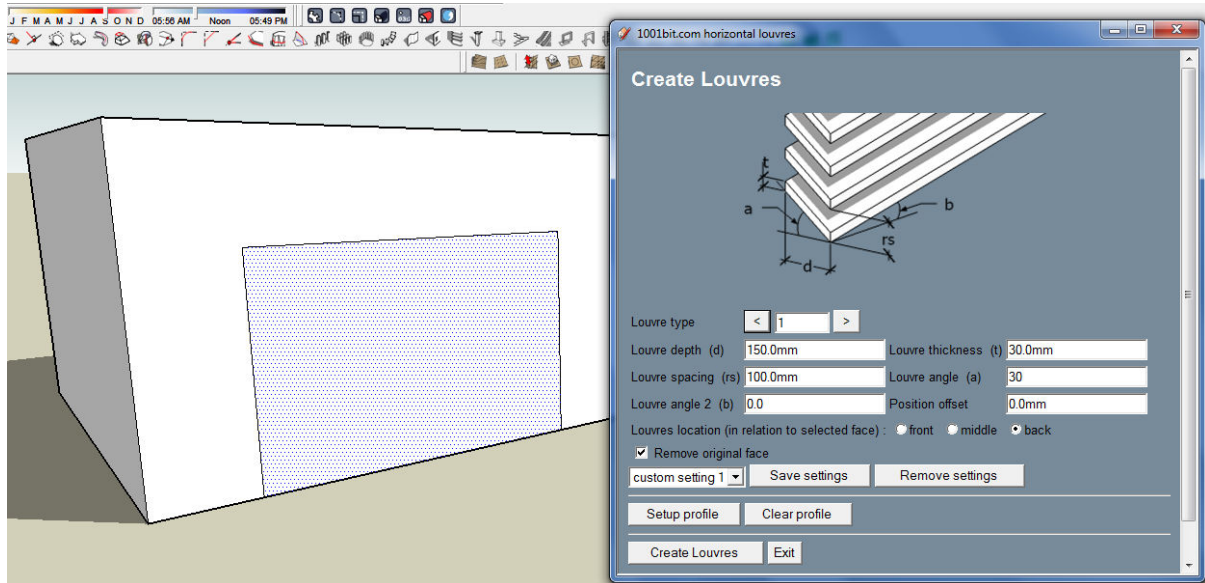 J F M A M J J A S O N D 05:56 AM Noon 05:49 PM
1001bit.com horizontal louvres
Create Louvres
t
a
b
rs
d
Louvre type < 1 >
Louvre depth (d) 150.0mm Louvre thickness (t) 30.0mm
Louvre spacing (rs) 100.0mm Louvre angle (a) 30
Louvre angle 2 (b) 0.0 Position offset 0.0mm
Louvres location (in relation to selected face) : front middle back
Remove original face
custom setting 1 Save settings Remove settings
Setup profile Clear profile
Create Louvres Exit